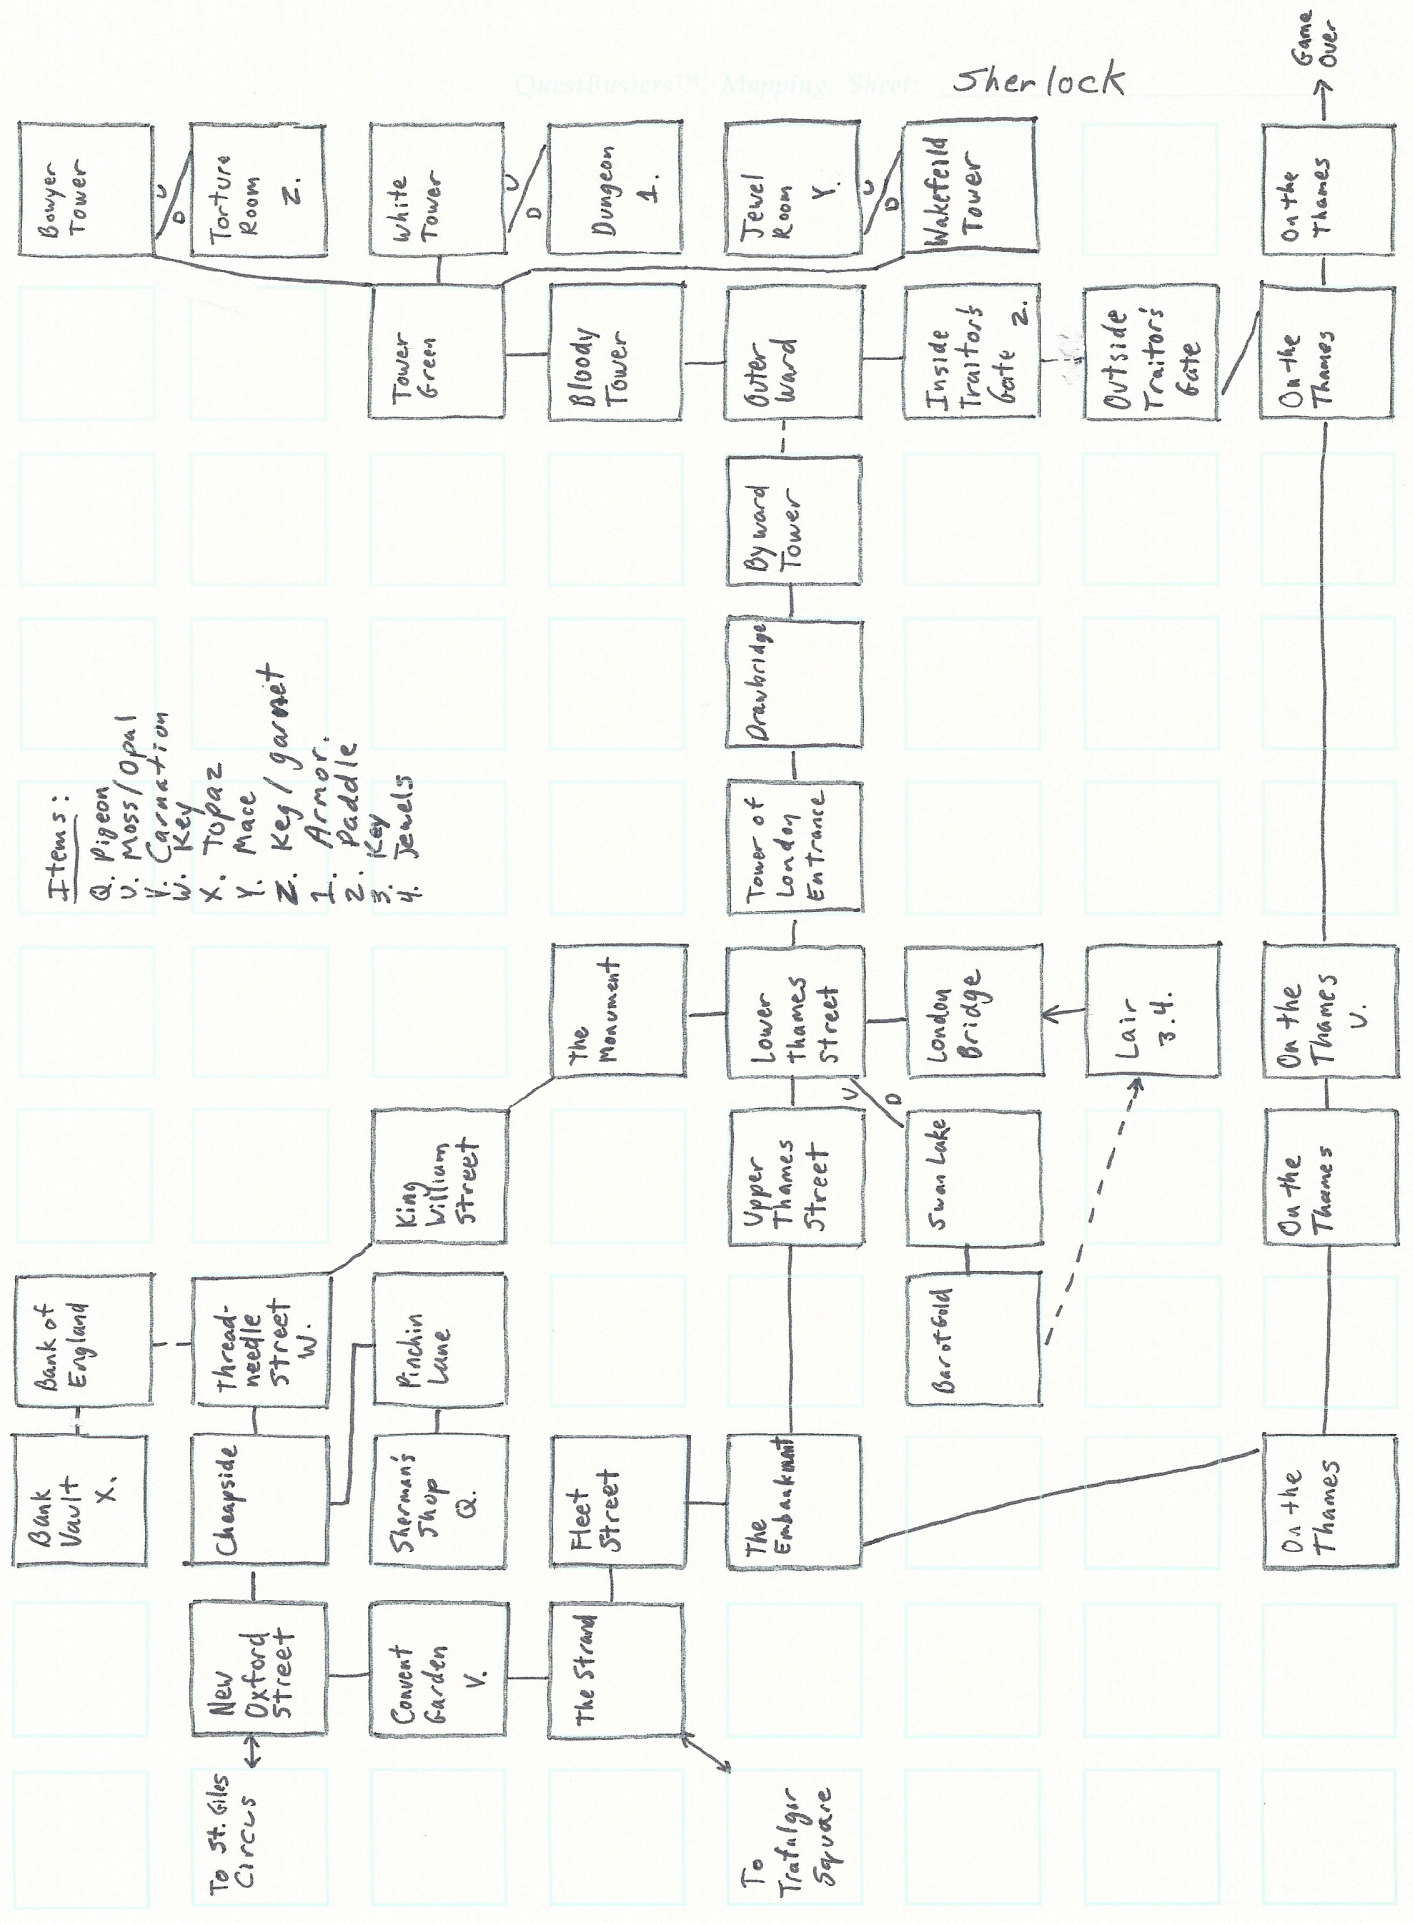 QuestBusters™ Mapping Sheet:
Sherlock
Game
Over
Bowyer
Tower
U
D
Torture
Room
Z.
White
Tower
U
D
Dungeon
1.
Jewel
Room
Y.
U
D
Wakefeild
Tower
On the
Thames
Tower
Green
Bloody
Tower
Outer
Ward
Inside
Traitor's
Gate 2.
Outside
Traitor's
Gate
On the
Thames
Byward
Tower
Drawbridge
Items:
Q. Pigeon
U. Moss/Opal
V. Carnation
W. Key
X. Topaz
Y. Mace
Z. Keg/garnet
1. Armor.
2. Paddle
3. Key
4. Jewels
Tower of
London
Entrance
The
Monument
Lower
Thames
Street
London
Bridge
Lair
3.4.
On the
Thames
U.
King
William
Street
Upper
Thames
Street
U
D
Swan Lake
On the
Thames
Bank of
England
Thread-
needle
Street
W.
Pinchin
Lane
Bar of Gold
Bank
Vault
X.
Cheapside
Sherman's
Shop
Q.
Fleet
Street
The
Embankment
On the
Thames
New
Oxford
Street
Convent
Garden
V.
The Strand
To St. Giles
Circus
To
Trafulgar
Square